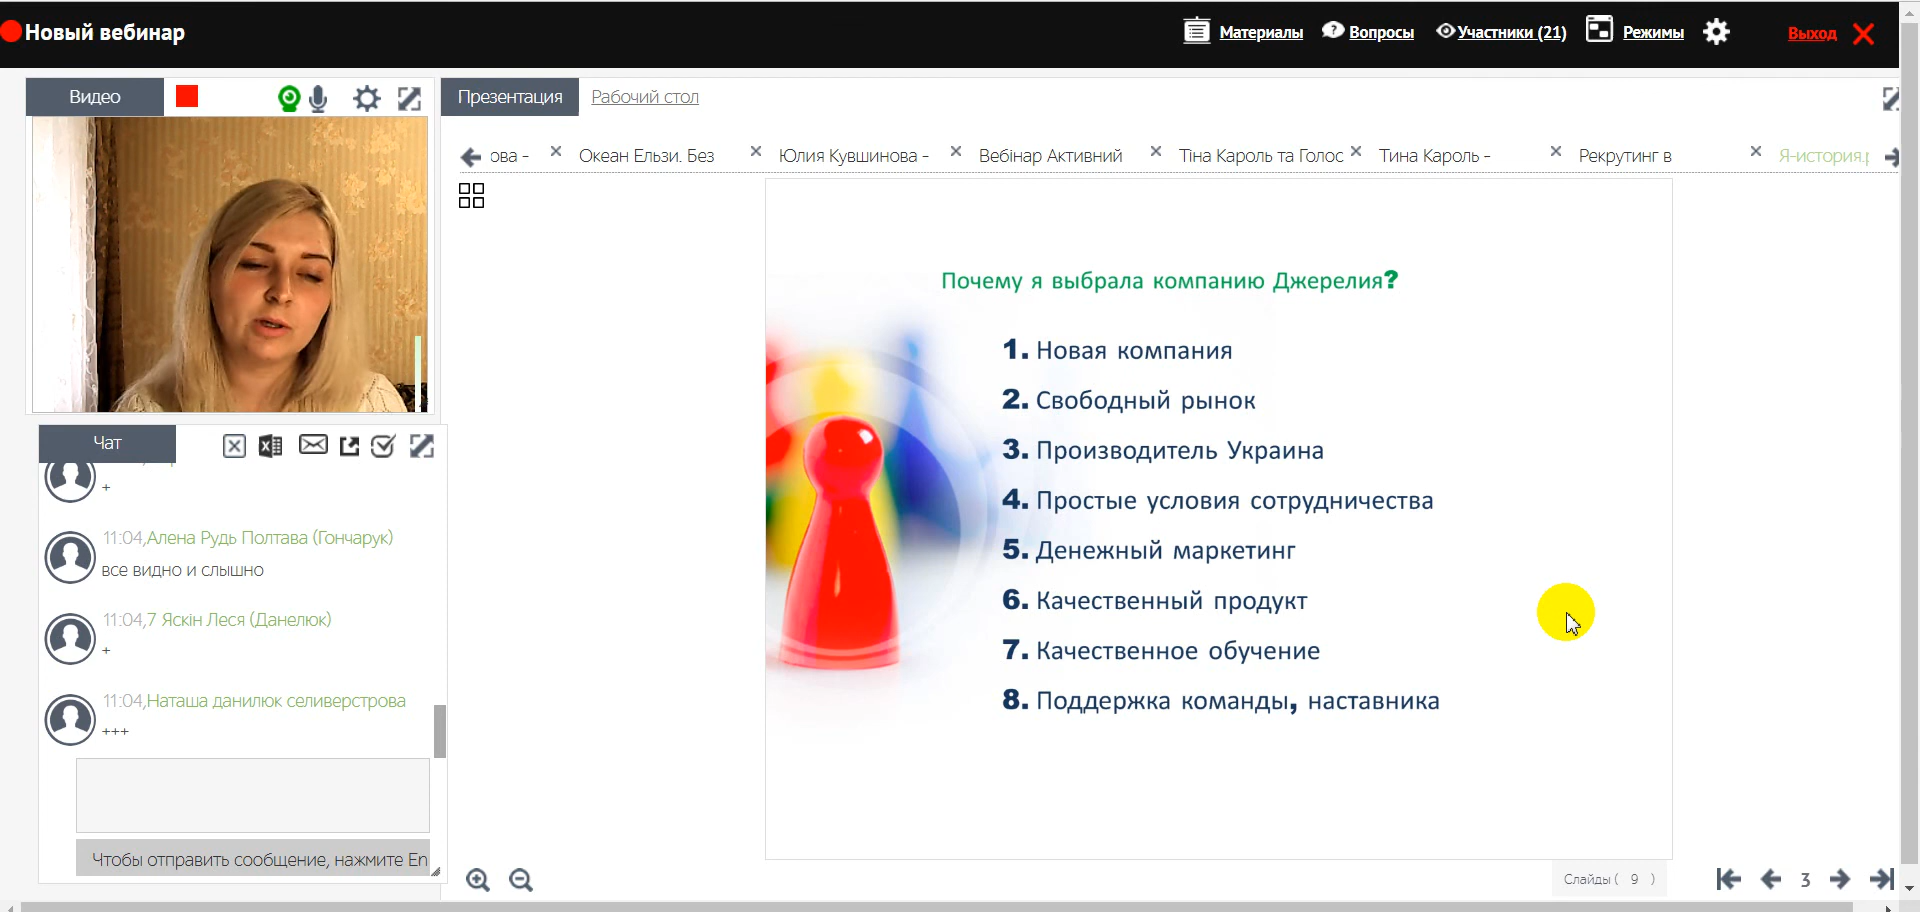 Новый вебинар
Материалы
Вопросы
Участники (21)
Режимы
Выход
Видео
Презентация
Рабочий стол
ова -
Океан Ельзи. Без
Юлия Кувшинова -
Вебінар Активний
Тіна Кароль та Голос
Тина Кароль -
Рекрутинг в
Я-история.p
Почему я выбрала компанию Джерелия?
1. Новая компания
2. Свободный рынок
3. Производитель Украина
4. Простые условия сотрудничества
5. Денежный маркетинг
6. Качественный продукт
7. Качественное обучение
8. Поддержка команды, наставника
Чат
+
11:04,Алена Рудь Полтава (Гончарук)
все видно и слышно
11:04,7 Яскін Леся (Данелюк)
+
11:04,Наташа данилюк селиверстрова
+++
Чтобы отправить сообщение, нажмите En
Слайды ( 9 )
3